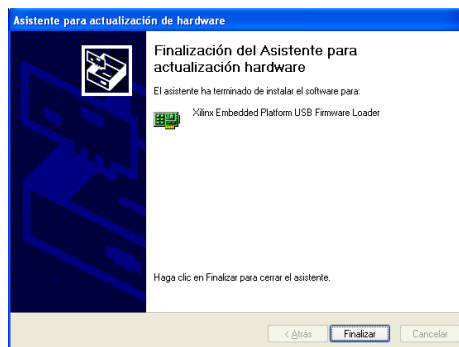 Asistente para actualización de hardware
Finalización del Asistente para
actualización hardware
El asistente ha terminado de instalar el software para:
Xilinx Embedded Platform USB Firmware Loader
Haga clic en Finalizar para cerrar el asistente.
< Atrás
Finalizar
Cancelar